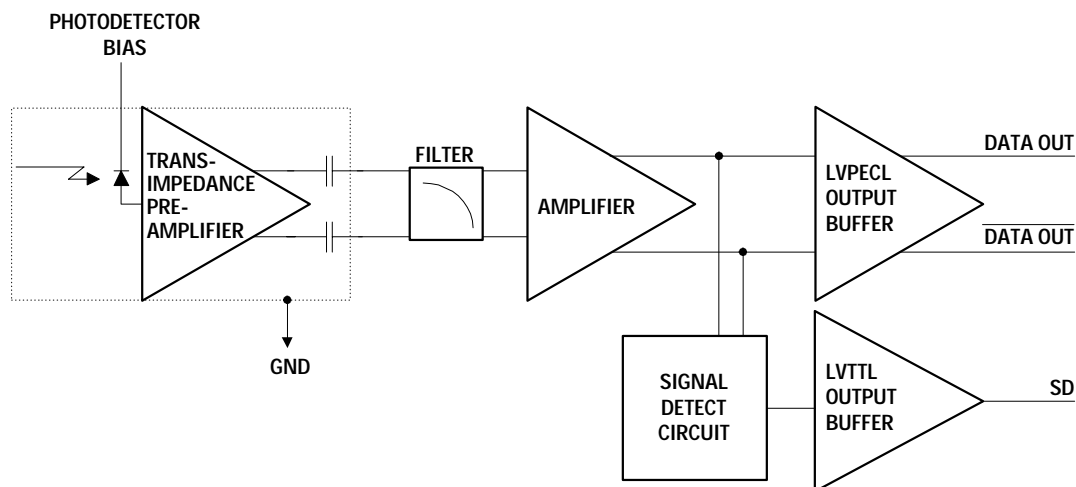 PHOTODETECTOR
BIAS
TRANS-
IMPEDANCE
PRE-
AMPLIFIER
FILTER
AMPLIFIER
LVPECL
OUTPUT
BUFFER
DATA OUT
DATA OUT
GND
SIGNAL
DETECT
CIRCUIT
LVTTL
OUTPUT
BUFFER
SD